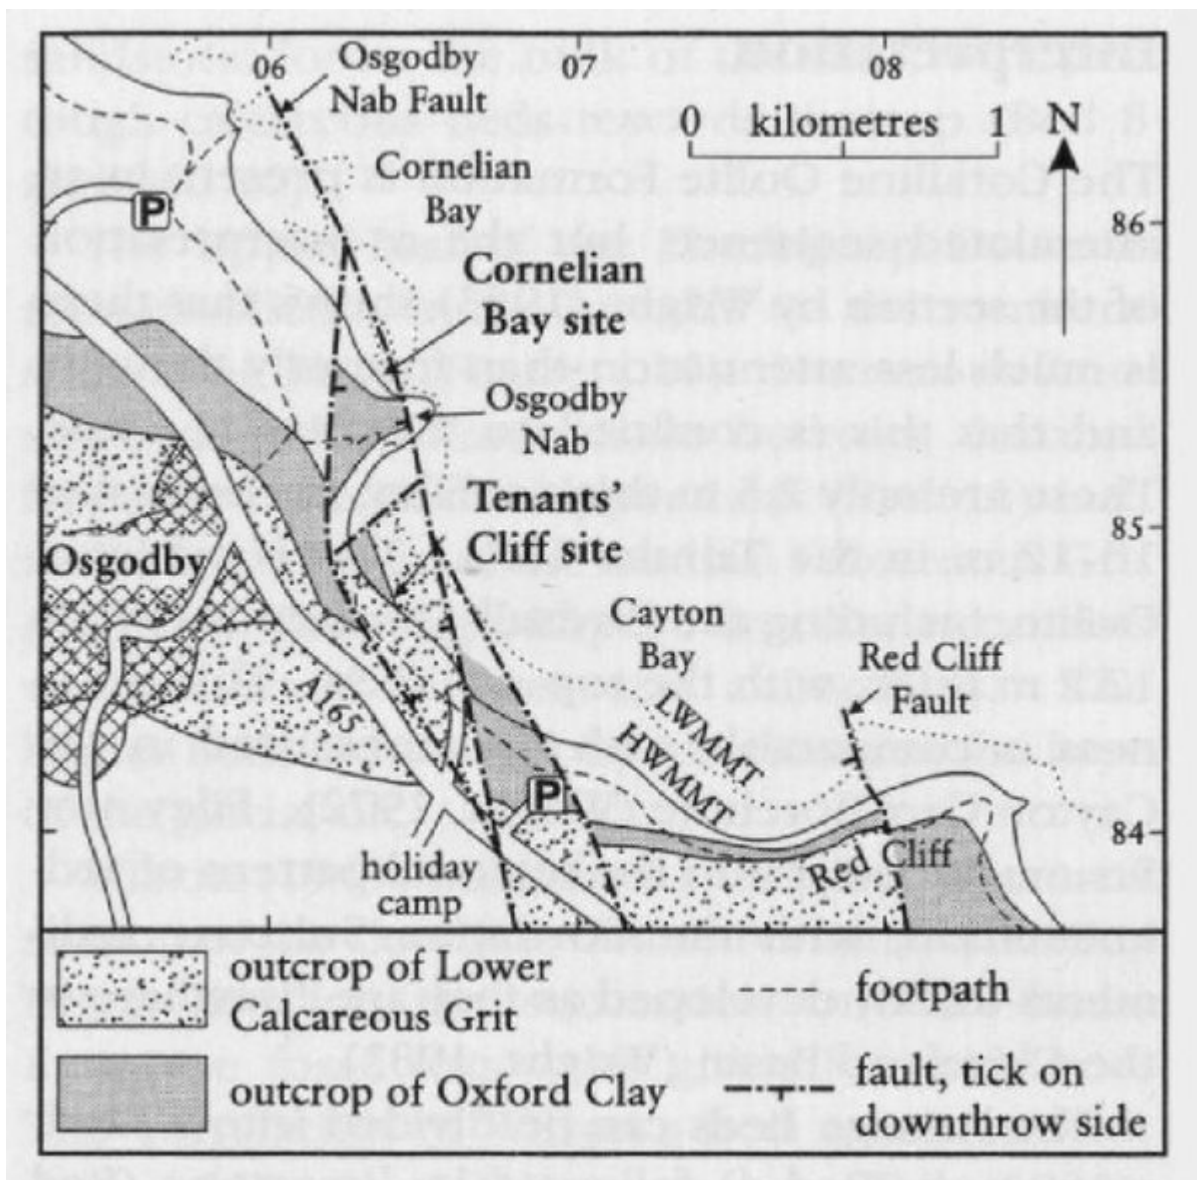 06
07
08
Osgodby
Nab Fault
0 kilometres 1
N
Cornelian
Bay
P
86
Cornelian
Bay site
Osgodby
Nab
Tenants'
Cliff site
85
Osgodby
Cayton
Bay
Red Cliff
Fault
A165
LWMMT
HWMMT
P
84
Red Cliff
holiday
camp
outcrop of Lower
Calcareous Grit
footpath
outcrop of Oxford Clay
fault, tick on
downthrow side